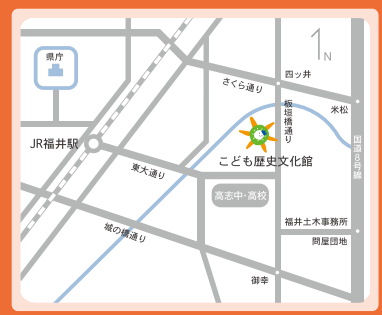 県庁
N
四ッ井
さくら通り
米松
板垣橋通り
国道8号線
JR福井駅
こども歴史文化館
東大通り
高志中・高校
福井土木事務所
城の橋通り
問屋団地
御幸